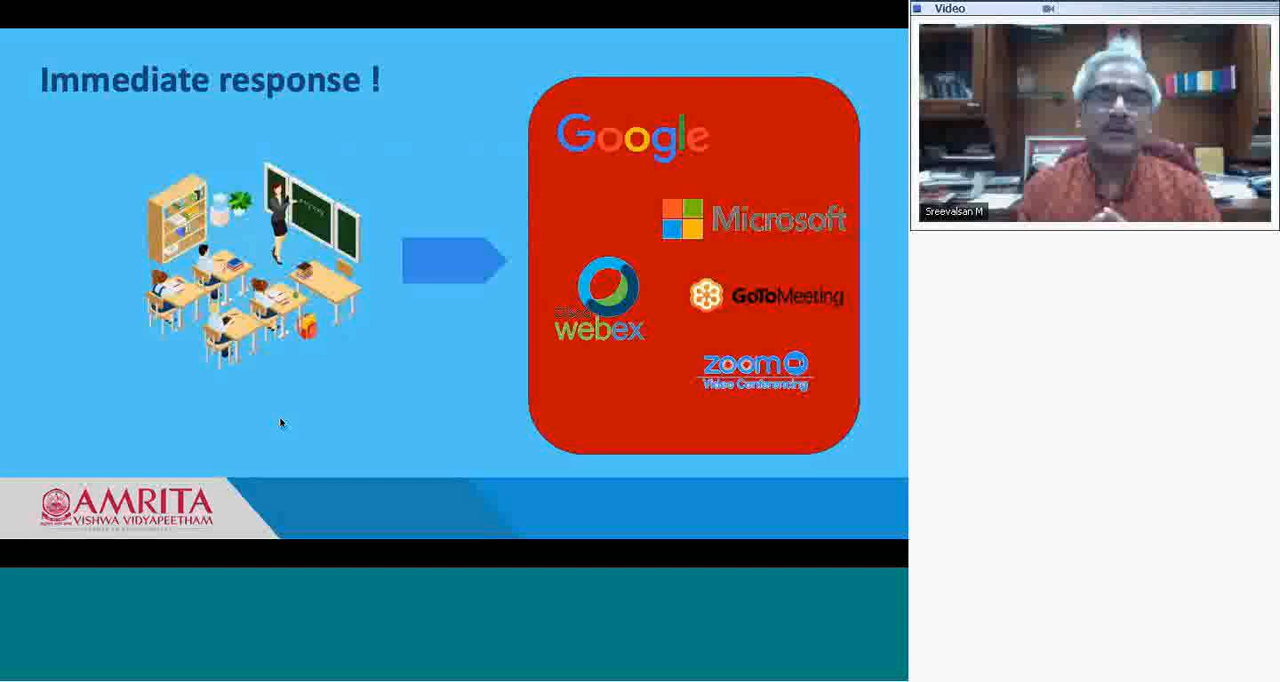 Immediate response !
Google
Microsoft
webex
GoToMeeting
zoom
Video Conferencing
AMRITA
VISHWA VIDYAPEETHAM
Video
Sreevalsan M